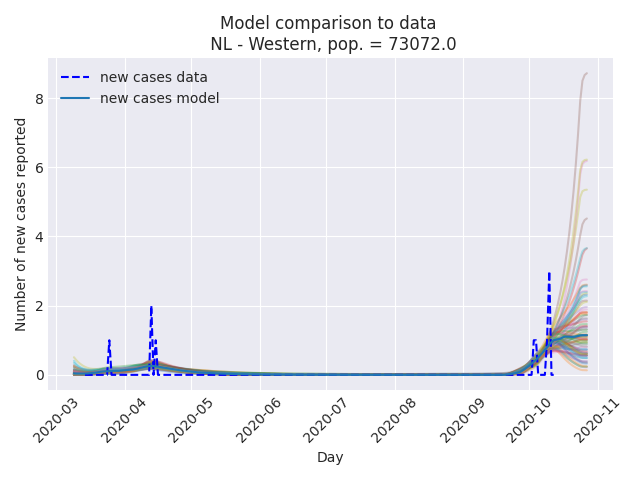 Model comparison to data
NL - Western, pop. = 73072.0
new cases data
new cases model
Number of new cases reported
8
6
4
2
0
2020-03
2020-04
2020-05
2020-06
2020-07
2020-08
2020-09
2020-10
2020-11
Day